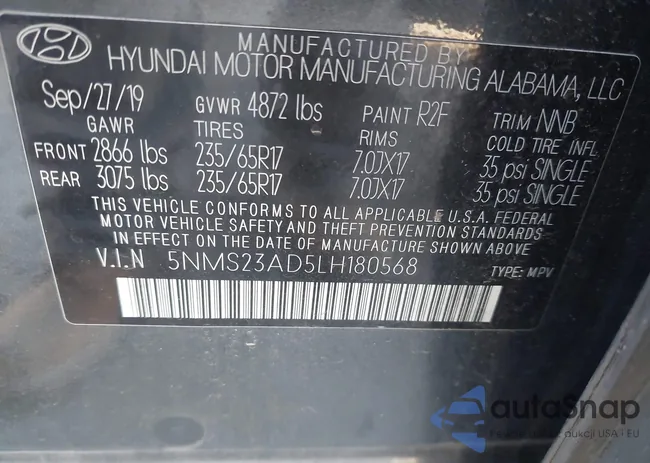 MANUFACTURED BY
HYUNDAI MOTOR MANUFACTURING ALABAMA, LLC
Sep/27/19 GVWR 4872 lbs PAINT R2F TRIM NNB
GAWR TIRES RIMS COLD TIRE INFL
FRONT 2866 lbs 235/65R17 7.0JX17 35 psi SINGLE
REAR 3075 lbs 235/65R17 7.0JX17 35 psi SINGLE
THIS VEHICLE CONFORMS TO ALL APPLICABLE U.S.A. FEDERAL
MOTOR VEHICLE SAFETY AND THEFT PREVENTION STANDARDS
IN EFFECT ON THE DATE OF MANUFACTURE SHOWN ABOVE.
V.I.N 5NMS23AD5LH180568 TYPE: MPV
autoSnap
aukcji USA i EU